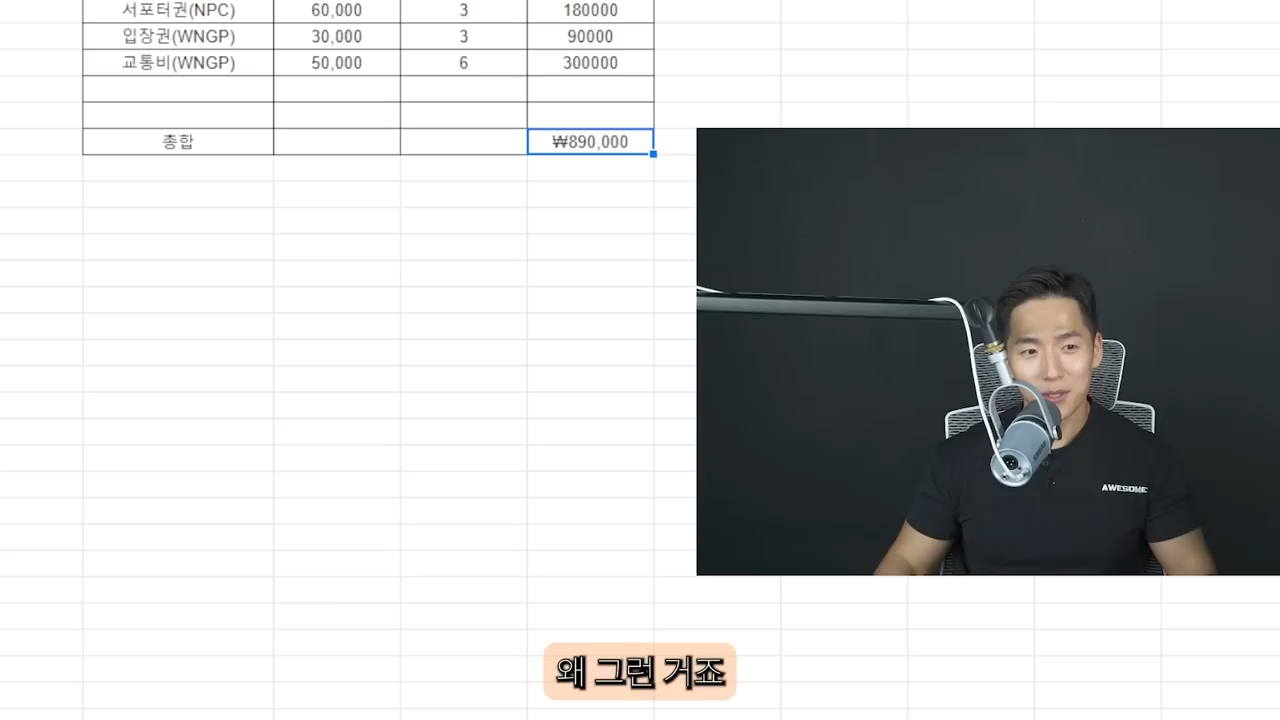 서포터권(NPC) 60,000 3 180000
입장권(WNGP) 30,000 3 90000
교통비(WNGP) 50,000 6 300000
총합 ₩890,000
AWESOME
왜 그런 거죠